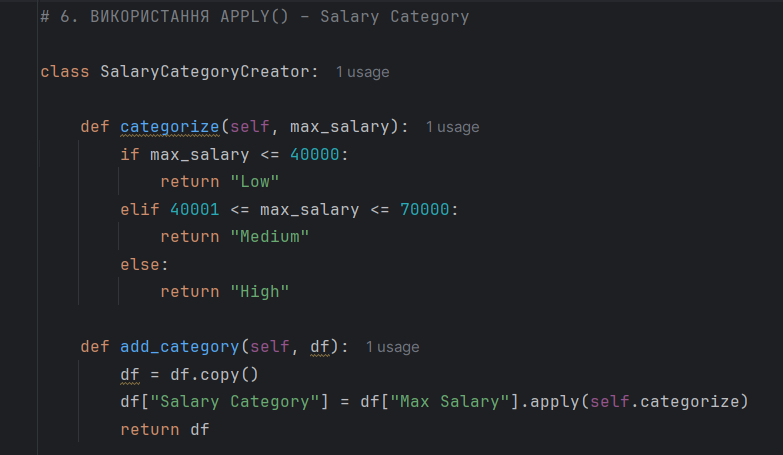 # 6. ВИКОРИСТАННЯ APPLY() – Salary Category
class SalaryCategoryCreator: 1 usage
def categorize(self, max_salary): 1 usage
if max_salary <= 40000:
return "Low"
elif 40001 <= max_salary <= 70000:
return "Medium"
else:
return "High"
def add_category(self, df): 1 usage
df = df.copy()
df["Salary Category"] = df["Max Salary"].apply(self.categorize)
return df